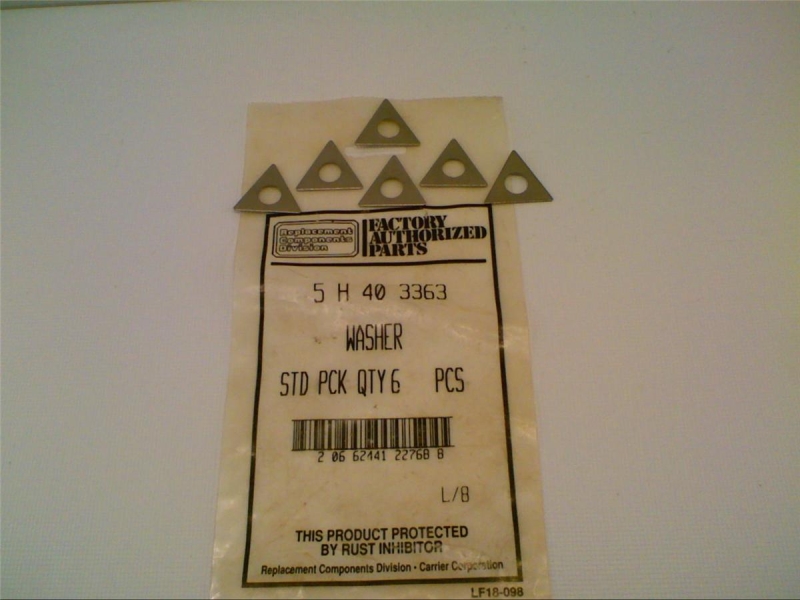 Replacement
Components
Division
FACTORY
AUTHORIZED
PARTS
5 H 40 3363
WASHER
STD PCK QTY 6 PCS
2 06 62441 22768 8
L/B
THIS PRODUCT PROTECTED
BY RUST INHIBITOR
Replacement Components Division · Carrier Corporation
LF18-098